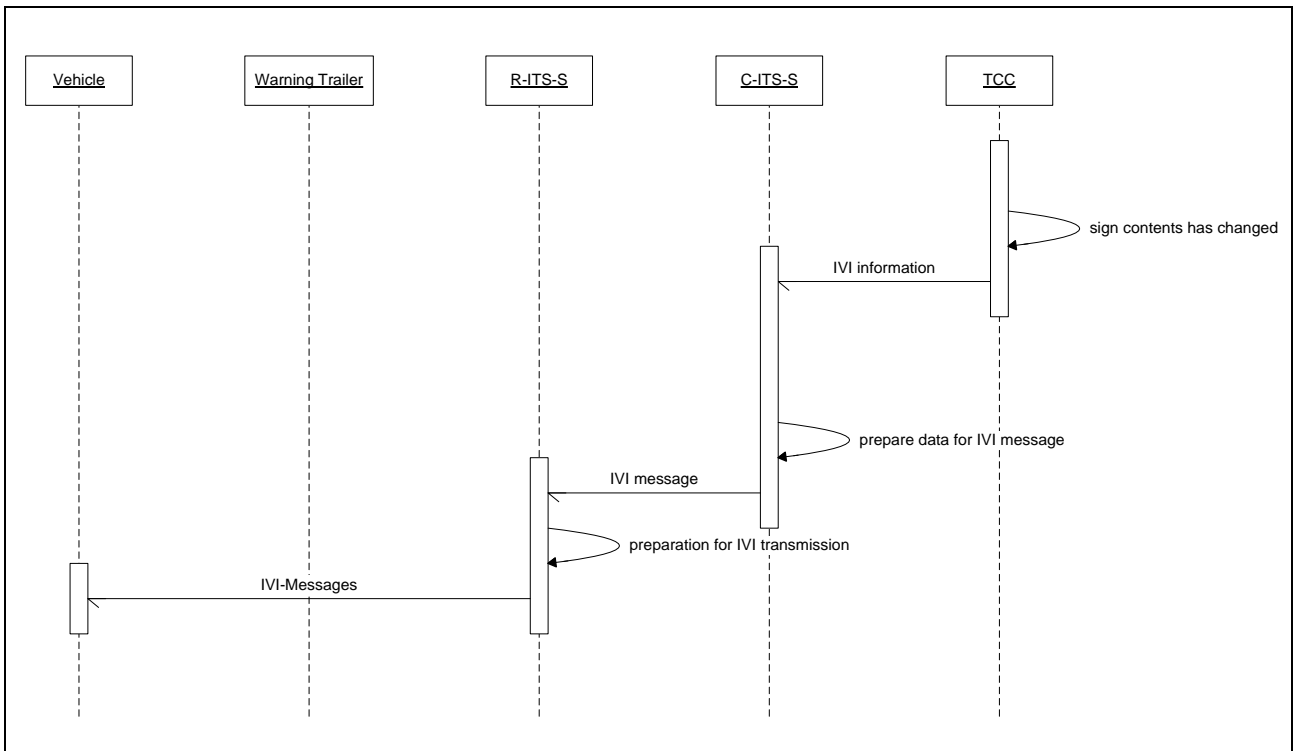 Vehicle
Warning Trailer
R-ITS-S
C-ITS-S
TCC
sign contents has changed
IVI information
prepare data for IVI message
IVI message
preparation for IVI transmission
IVI-Messages